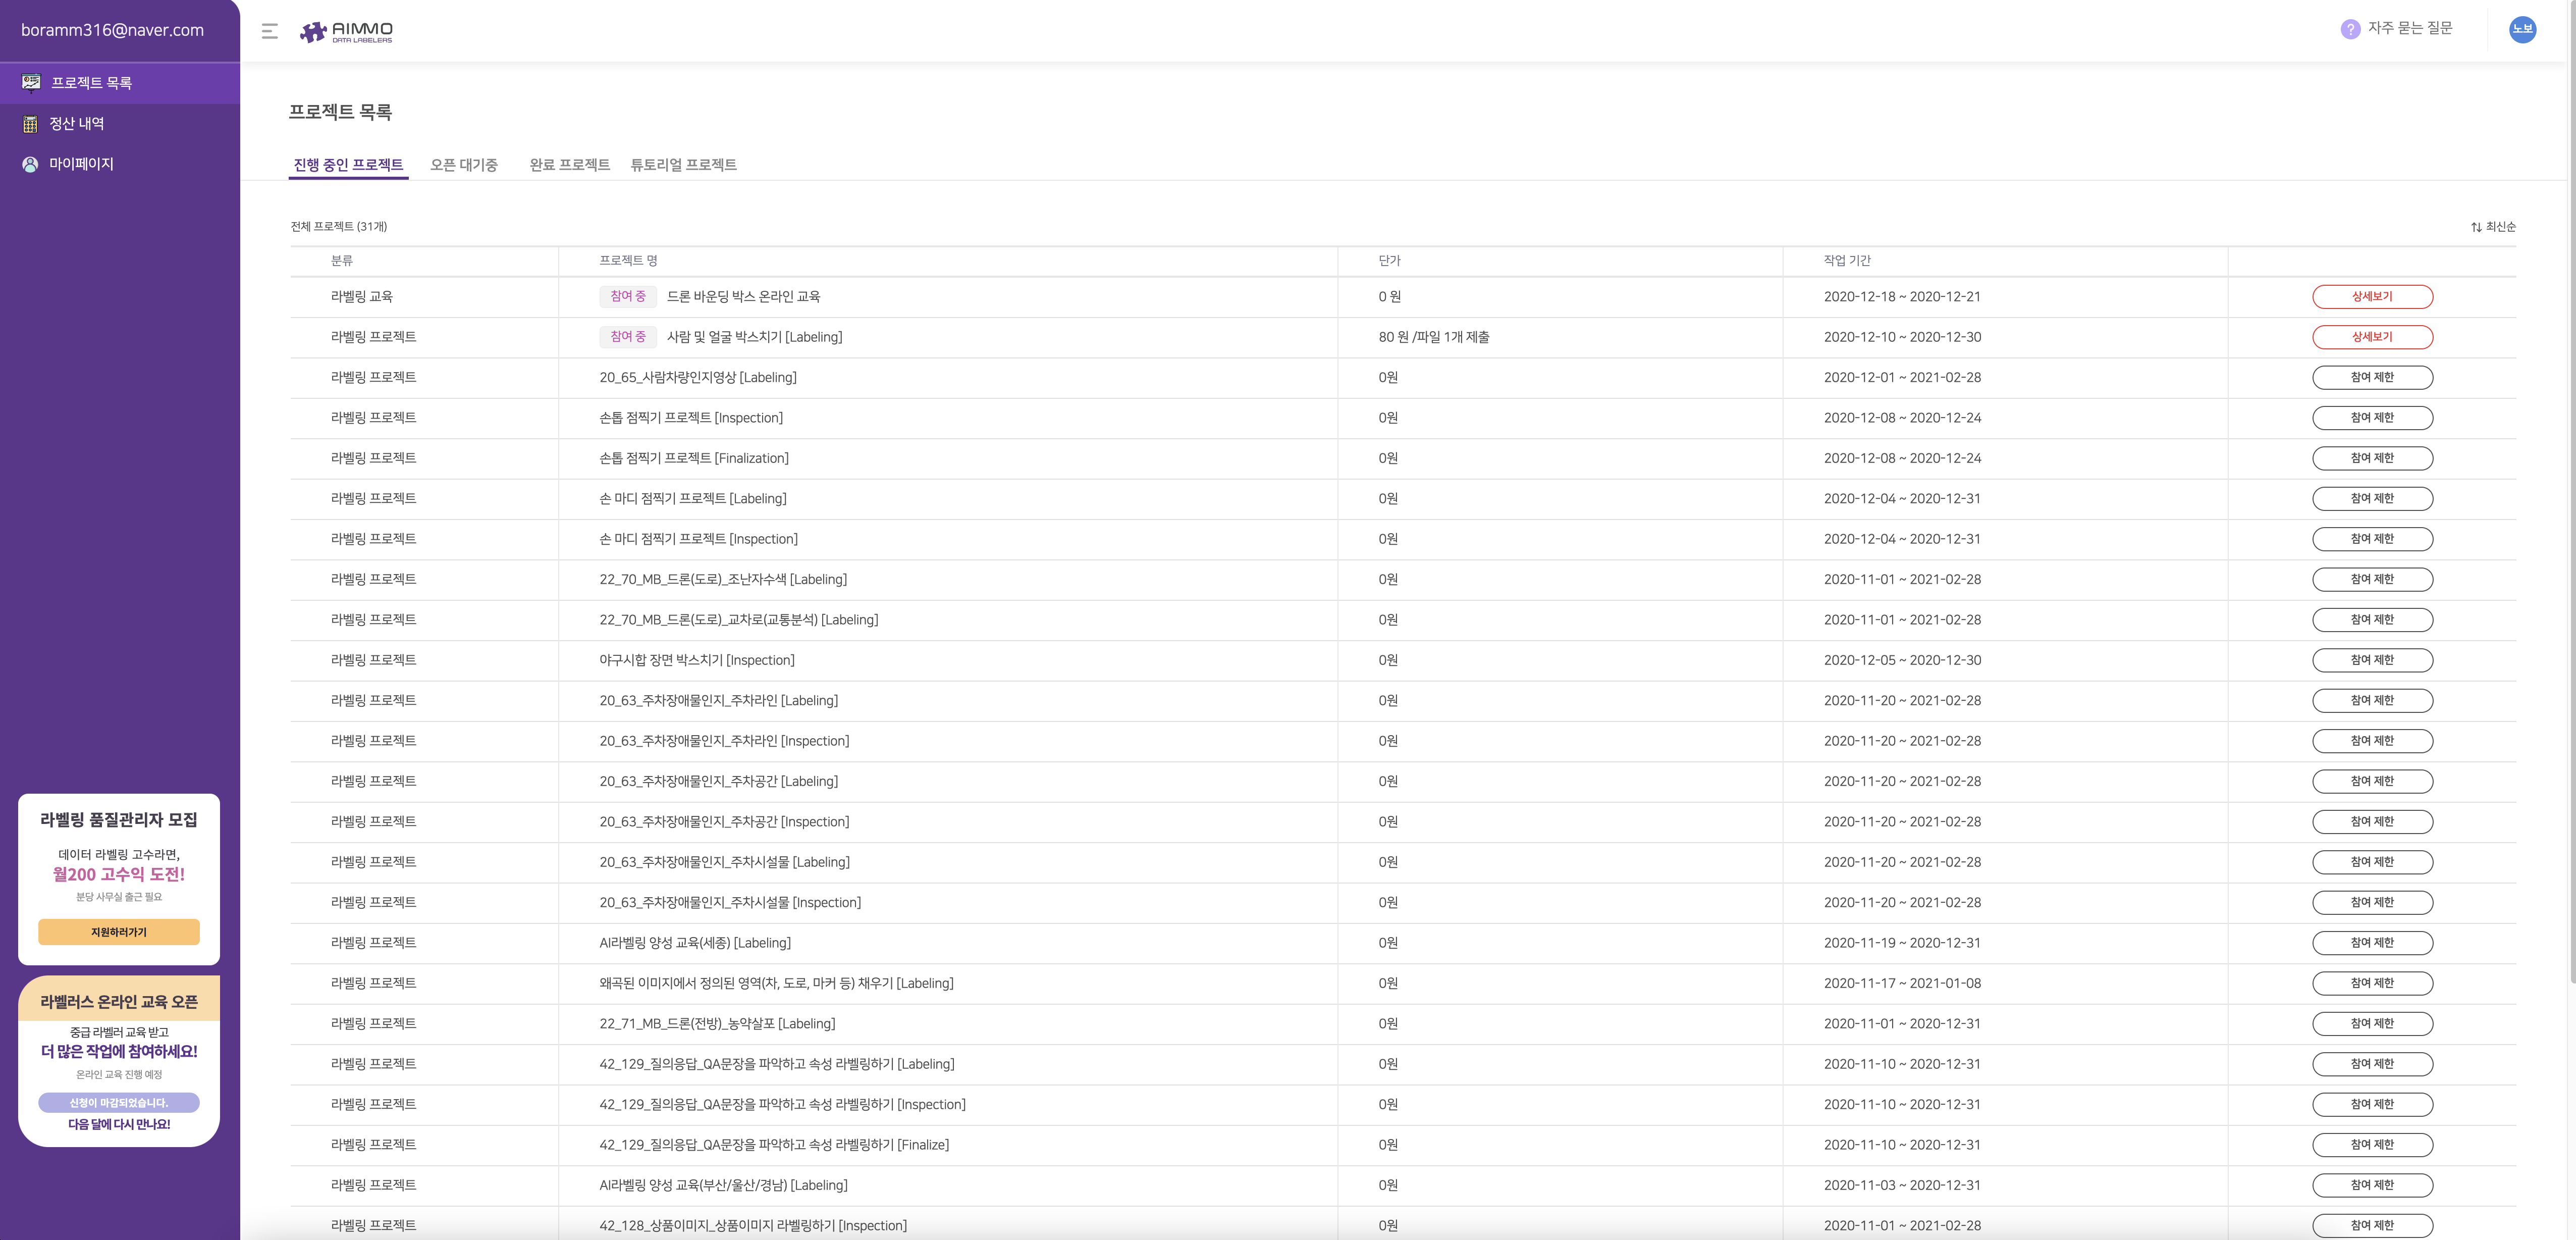 boramm316@naver.com
프로젝트 목록
정산 내역
마이페이지
라벨링 품질관리자 모집
데이터 라벨링 고수라면,
월200 고수익 도전!
분당 사무실 출근 필요
지원하러가기
라벨러스 온라인 교육 오픈
중급 라벨러 교육 받고
더 많은 작업에 참여하세요!
온라인 교육 진행 예정
신청이 마감되었습니다.
다음 달에 다시 만나요!
AIMMO
DATA LABELERS
? 자주 묻는 질문
노보
프로젝트 목록
진행 중인 프로젝트 오픈 대기중 완료 프로젝트 튜토리얼 프로젝트
전체 프로젝트 (31개) 최신순
분류 프로젝트 명 단가 작업 기간
라벨링 교육 참여 중 드론 바운딩 박스 온라인 교육 0 원 2020-12-18 ~ 2020-12-21 상세보기
라벨링 프로젝트 참여 중 사람 및 얼굴 박스치기 [Labeling] 80 원 /파일 1개 제출 2020-12-10 ~ 2020-12-30 상세보기
라벨링 프로젝트 20_65_사람차량인지영상 [Labeling] 0원 2020-12-01 ~ 2021-02-28 참여 제한
라벨링 프로젝트 손톱 점찍기 프로젝트 [Inspection] 0원 2020-12-08 ~ 2020-12-24 참여 제한
라벨링 프로젝트 손톱 점찍기 프로젝트 [Finalization] 0원 2020-12-08 ~ 2020-12-24 참여 제한
라벨링 프로젝트 손 마디 점찍기 프로젝트 [Labeling] 0원 2020-12-04 ~ 2020-12-31 참여 제한
라벨링 프로젝트 손 마디 점찍기 프로젝트 [Inspection] 0원 2020-12-04 ~ 2020-12-31 참여 제한
라벨링 프로젝트 22_70_MB_드론(도로)_조난자수색 [Labeling] 0원 2020-11-01 ~ 2021-02-28 참여 제한
라벨링 프로젝트 22_70_MB_드론(도로)_교차로(교통분석) [Labeling] 0원 2020-11-01 ~ 2021-02-28 참여 제한
라벨링 프로젝트 야구시합 장면 박스치기 [Inspection] 0원 2020-12-05 ~ 2020-12-30 참여 제한
라벨링 프로젝트 20_63_주차장애물인지_주차라인 [Labeling] 0원 2020-11-20 ~ 2021-02-28 참여 제한
라벨링 프로젝트 20_63_주차장애물인지_주차라인 [Inspection] 0원 2020-11-20 ~ 2021-02-28 참여 제한
라벨링 프로젝트 20_63_주차장애물인지_주차공간 [Labeling] 0원 2020-11-20 ~ 2021-02-28 참여 제한
라벨링 프로젝트 20_63_주차장애물인지_주차공간 [Inspection] 0원 2020-11-20 ~ 2021-02-28 참여 제한
라벨링 프로젝트 20_63_주차장애물인지_주차시설물 [Labeling] 0원 2020-11-20 ~ 2021-02-28 참여 제한
라벨링 프로젝트 20_63_주차장애물인지_주차시설물 [Inspection] 0원 2020-11-20 ~ 2021-02-28 참여 제한
라벨링 프로젝트 AI라벨링 양성 교육(세종) [Labeling] 0원 2020-11-19 ~ 2020-12-31 참여 제한
라벨링 프로젝트 왜곡된 이미지에서 정의된 영역(차, 도로, 마커 등) 채우기 [Labeling] 0원 2020-11-17 ~ 2021-01-08 참여 제한
라벨링 프로젝트 22_71_MB_드론(전방)_농약살포 [Labeling] 0원 2020-11-01 ~ 2020-12-31 참여 제한
라벨링 프로젝트 42_129_질의응답_QA문장을 파악하고 속성 라벨링하기 [Labeling] 0원 2020-11-10 ~ 2020-12-31 참여 제한
라벨링 프로젝트 42_129_질의응답_QA문장을 파악하고 속성 라벨링하기 [Inspection] 0원 2020-11-10 ~ 2020-12-31 참여 제한
라벨링 프로젝트 42_129_질의응답_QA문장을 파악하고 속성 라벨링하기 [Finalize] 0원 2020-11-10 ~ 2020-12-31 참여 제한
라벨링 프로젝트 AI라벨링 양성 교육(부산/울산/경남) [Labeling] 0원 2020-11-03 ~ 2020-12-31 참여 제한
라벨링 프로젝트 42_128_상품이미지_상품이미지 라벨링하기 [Inspection] 0원 2020-11-01 ~ 2021-02-28 참여 제한